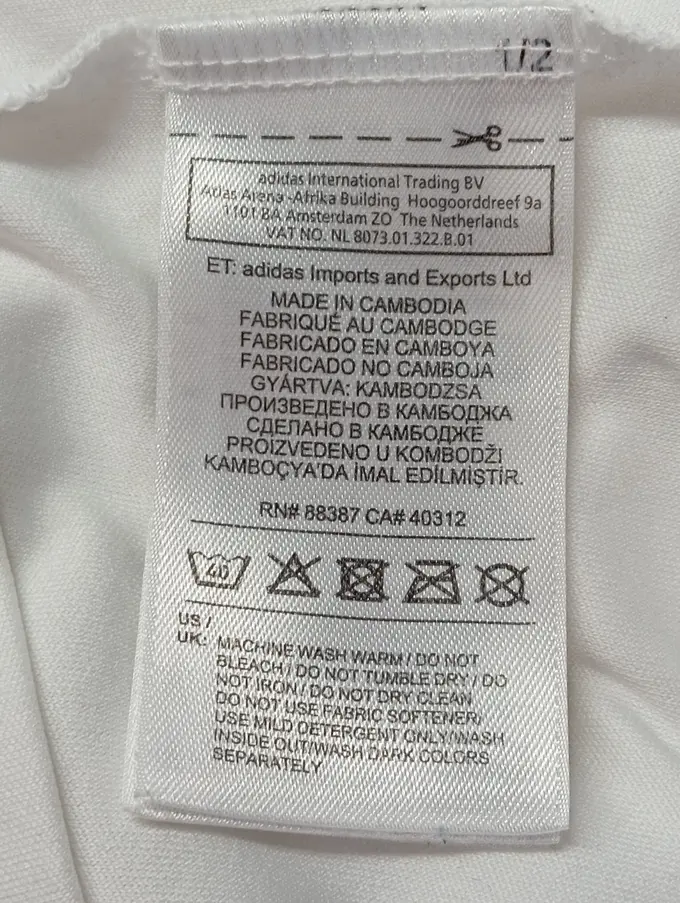 1/2
adidas International Trading BV
Atlas Arena -Afrika Building Hoogoorddreef 9a
1101 BA Amsterdam ZO The Netherlands
VAT NO. NL 8073.01.322.B.01
ET: adidas Imports and Exports Ltd
MADE IN CAMBODIA
FABRIQUÉ AU CAMBODGE
FABRICADO EN CAMBOYA
FABRICADO NO CAMBOJA
GYÁRTVA: KAMBODZSA
ПРОИЗВЕДЕНО В КАМБОДЖА
СДЕЛАНО В КАМБОДЖЕ
PROIZVEDENO U KOMBODŽI
KAMBOÇYA'DA İMAL EDİLMİŞTİR.
RN# 88387 CA# 40312
40
US /
UK: MACHINE WASH WARM / DO NOT
BLEACH / DO NOT TUMBLE DRY / DO
NOT IRON / DO NOT DRY CLEAN
DO NOT USE FABRIC SOFTENER/
USE MILD DETERGENT ONLY/WASH
INSIDE OUT/WASH DARK COLORS
SEPARATELY